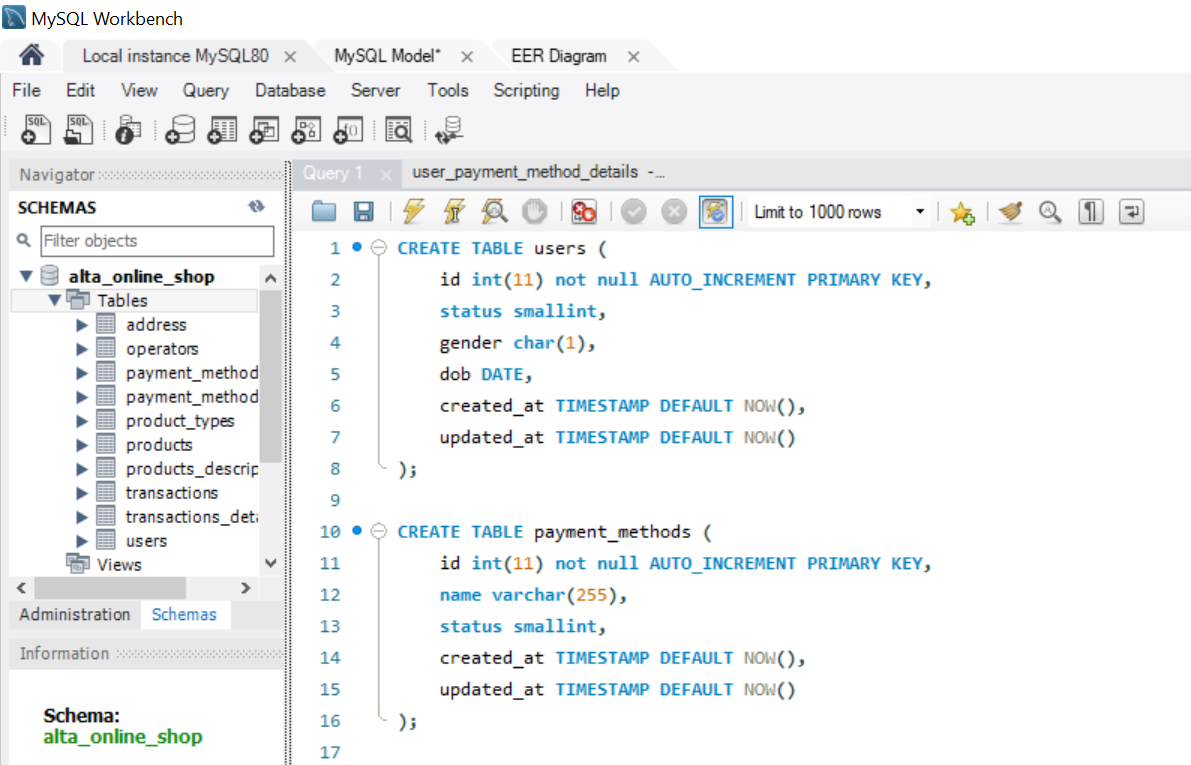 MySQL Workbench
Local instance MySQL80
MySQL Model*
EER Diagram
File Edit View Query Database Server Tools Scripting Help
Navigator
SCHEMAS
Filter objects
alta_online_shop
Tables
address
operators
payment_method
payment_method
product_types
products
products_descrip
transactions
transactions_deta
users
Views
Administration Schemas
Information
Schema:
alta_online_shop
Query 1
user_payment_method_details -...
Limit to 1000 rows
1 CREATE TABLE users (
2 id int(11) not null AUTO_INCREMENT PRIMARY KEY,
3 status smallint,
4 gender char(1),
5 dob DATE,
6 created_at TIMESTAMP DEFAULT NOW(),
7 updated_at TIMESTAMP DEFAULT NOW()
8 );
9
10 CREATE TABLE payment_methods (
11 id int(11) not null AUTO_INCREMENT PRIMARY KEY,
12 name varchar(255),
13 status smallint,
14 created_at TIMESTAMP DEFAULT NOW(),
15 updated_at TIMESTAMP DEFAULT NOW()
16 );
17